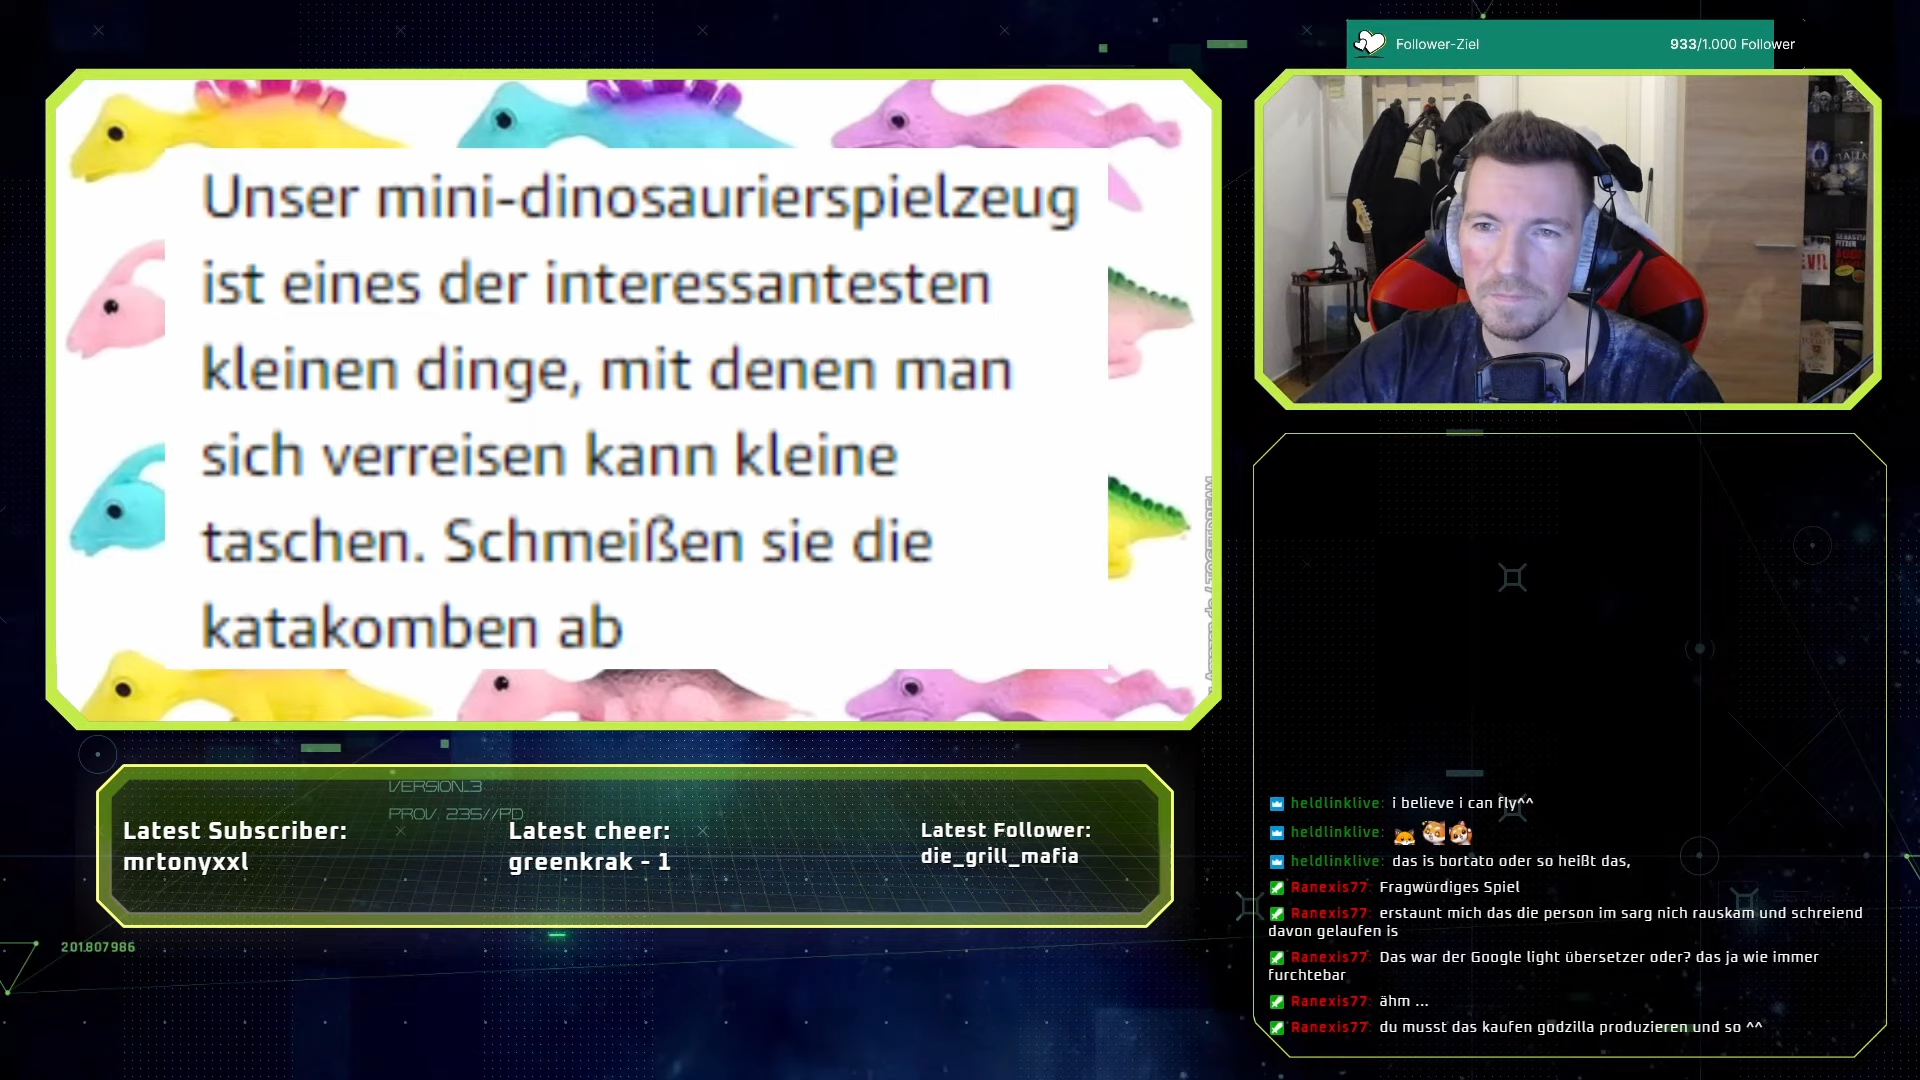 Follower-Ziel
933/1.000 Follower
Unser mini-dinosaurierspielzeug
ist eines der interessantesten
kleinen dinge, mit denen man
sich verreisen kann kleine
taschen. Schmeißen sie die
katakomben ab
VERSION_3
PROV. 235//PD
Latest Subscriber:
mrtonyxxl
Latest cheer:
greenkrak - 1
Latest Follower:
die_grill_mafia
201807986
heldlinklive: i believe i can fly^^
heldlinklive:
heldlinklive: das is bortato oder so heißt das,
Ranexis77: Fragwürdiges Spiel
Ranexis77: erstaunt mich das die person im sarg nich rauskam und schreiend
davon gelaufen is
Ranexis77: Das war der Google light übersetzer oder? das ja wie immer
furchtebar
Ranexis77: ähm ...
Ranexis77: du musst das kaufen godzilla produzieren und so ^^